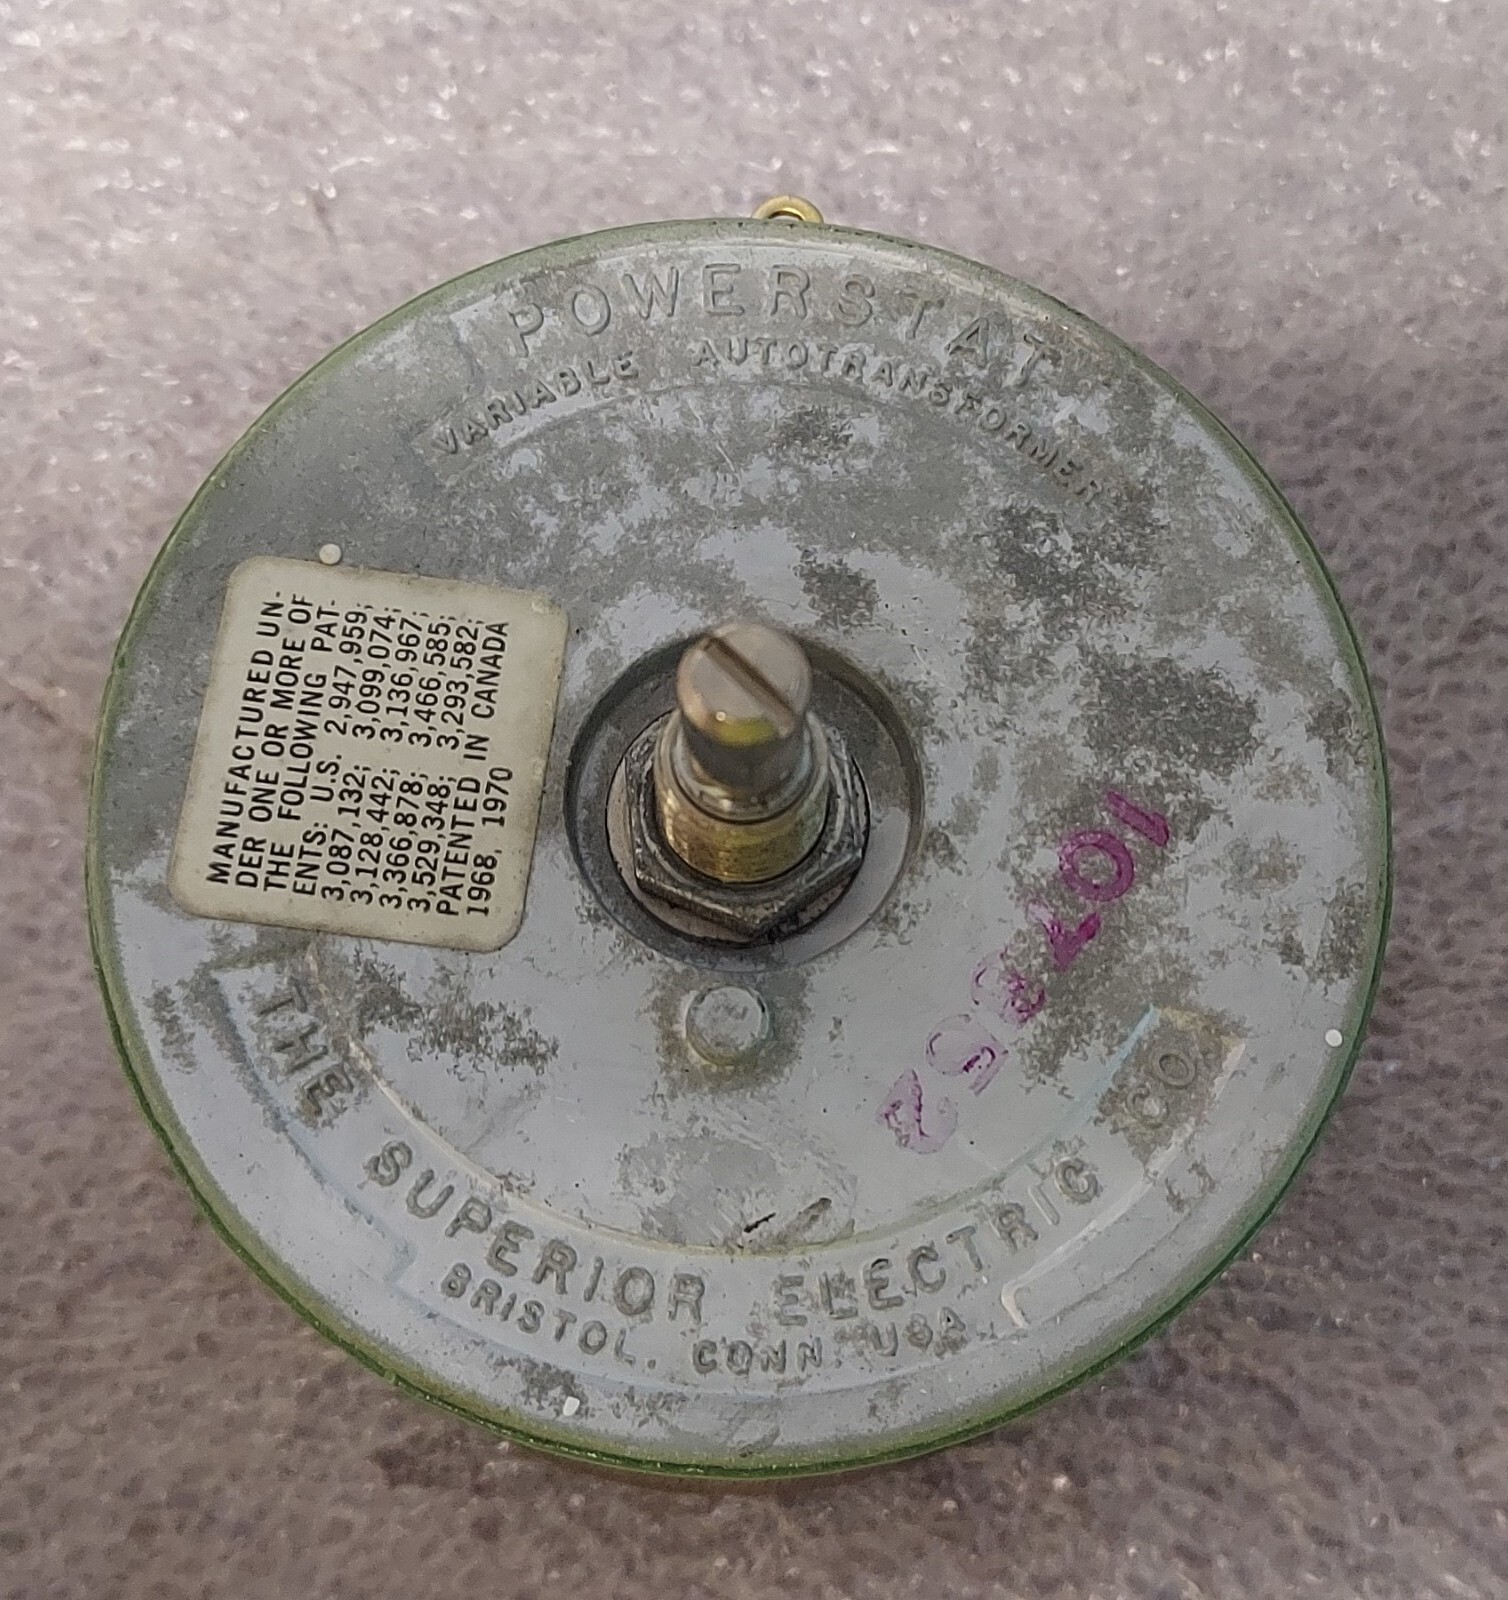 POWERSTAT
VARIABLE AUTOTRANSFORMER
MANUFACTURED UN-
DER ONE OR MORE OF
THE FOLLOWING PAT-
ENTS: U.S. 2,947,959;
3,087,132; 3,099,074;
3,128,442; 3,136,967;
3,366,878; 3,466,585;
3,529,348; 3,293,582;
PATENTED IN CANADA
1968, 1970
THE SUPERIOR ELECTRIC CO.
BRISTOL, CONN. USA